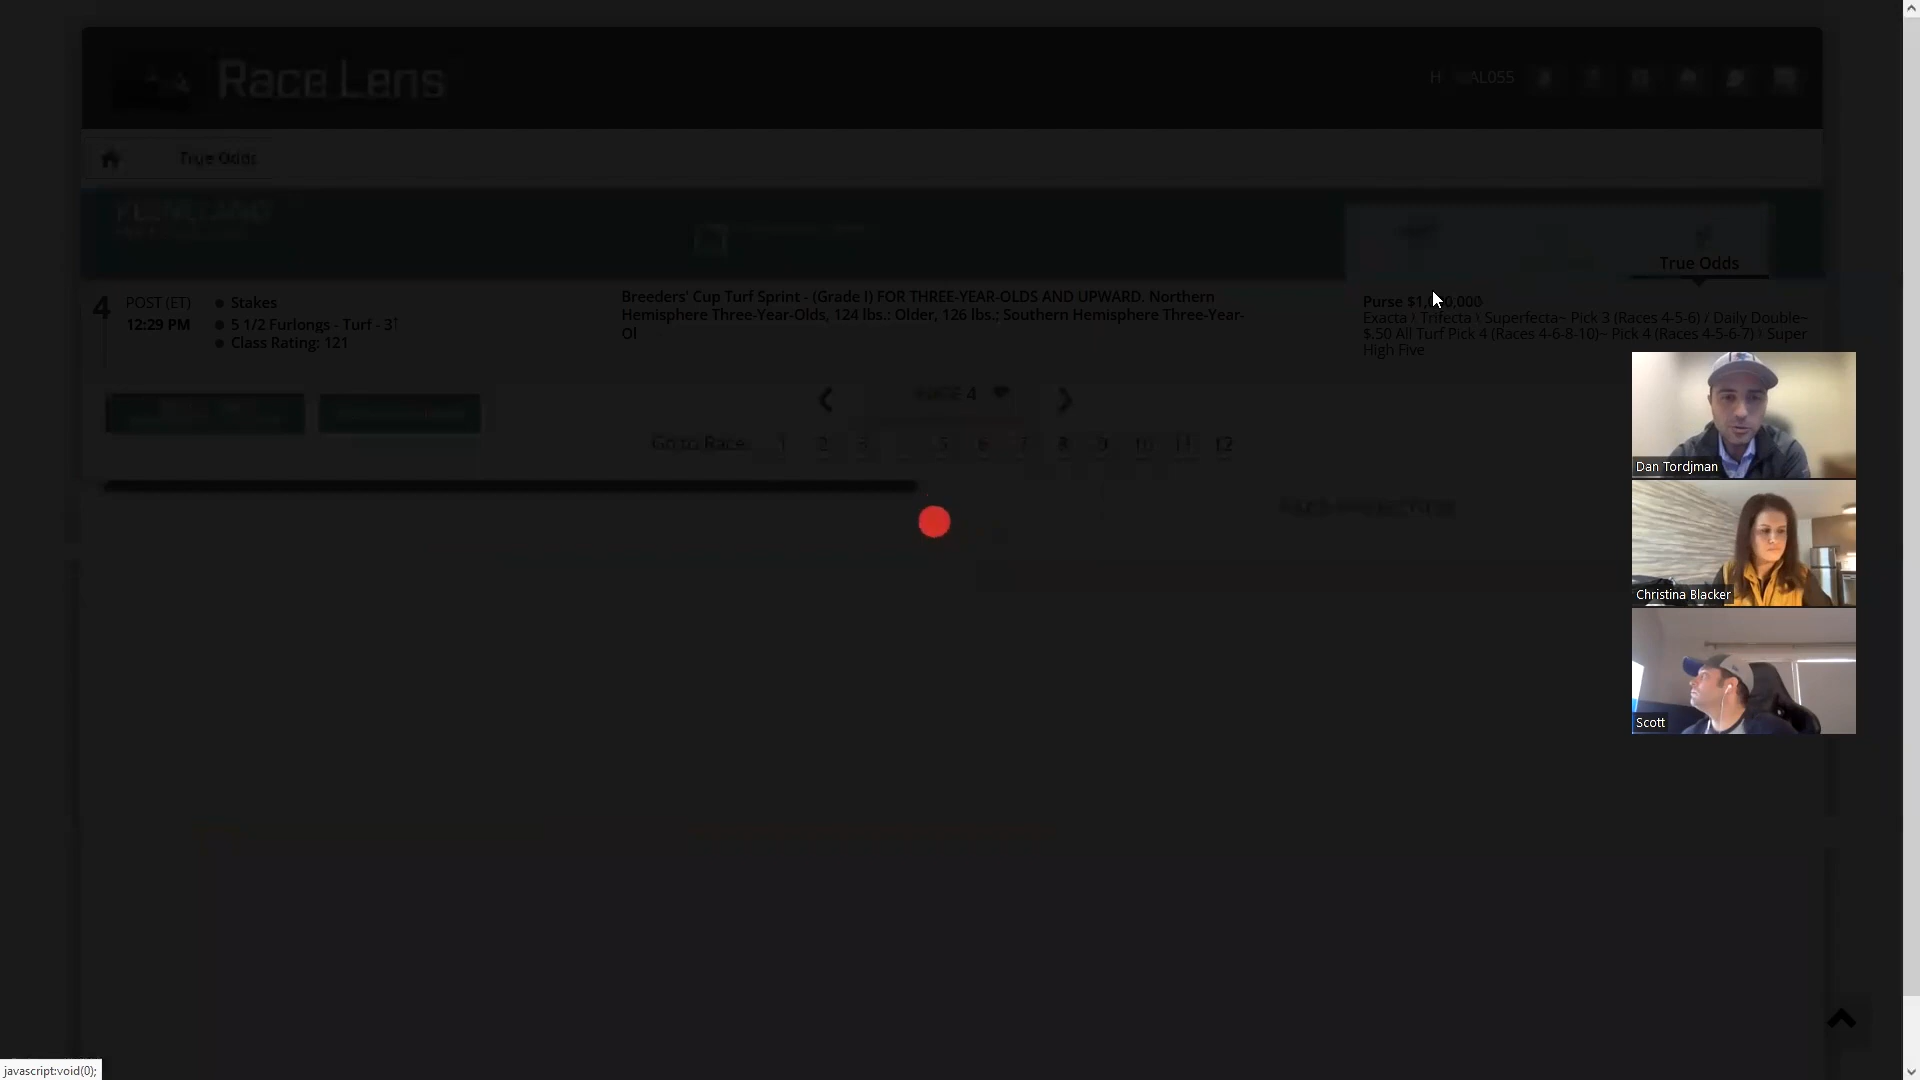 Race Lens
True Odds
KEENELAND
True Odds
4
POST (ET)
12:29 PM
Stakes
5 1/2 Furlongs - Turf - 3↑
Class Rating: 121
Breeders' Cup Turf Sprint - (Grade I) FOR THREE-YEAR-OLDS AND UPWARD. Northern
Hemisphere Three-Year-Olds, 124 lbs.: Older, 126 lbs.; Southern Hemisphere Three-Year-
Ol
Purse
Exacta / Trifecta / Superfecta~ Pick 3 (Races 4-5-6) / Daily Double~
$.50 All Turf Pick 4 (Races 4-6-8-10)~ Pick 4 (Races 4-5-6-7) / Super
High Five
RACE 4
Go to Race: 1 2 3 5 6 7 8 9 10 11 12
Dan Tordjman
Christina Blacker
Scott
javascript:void(0);